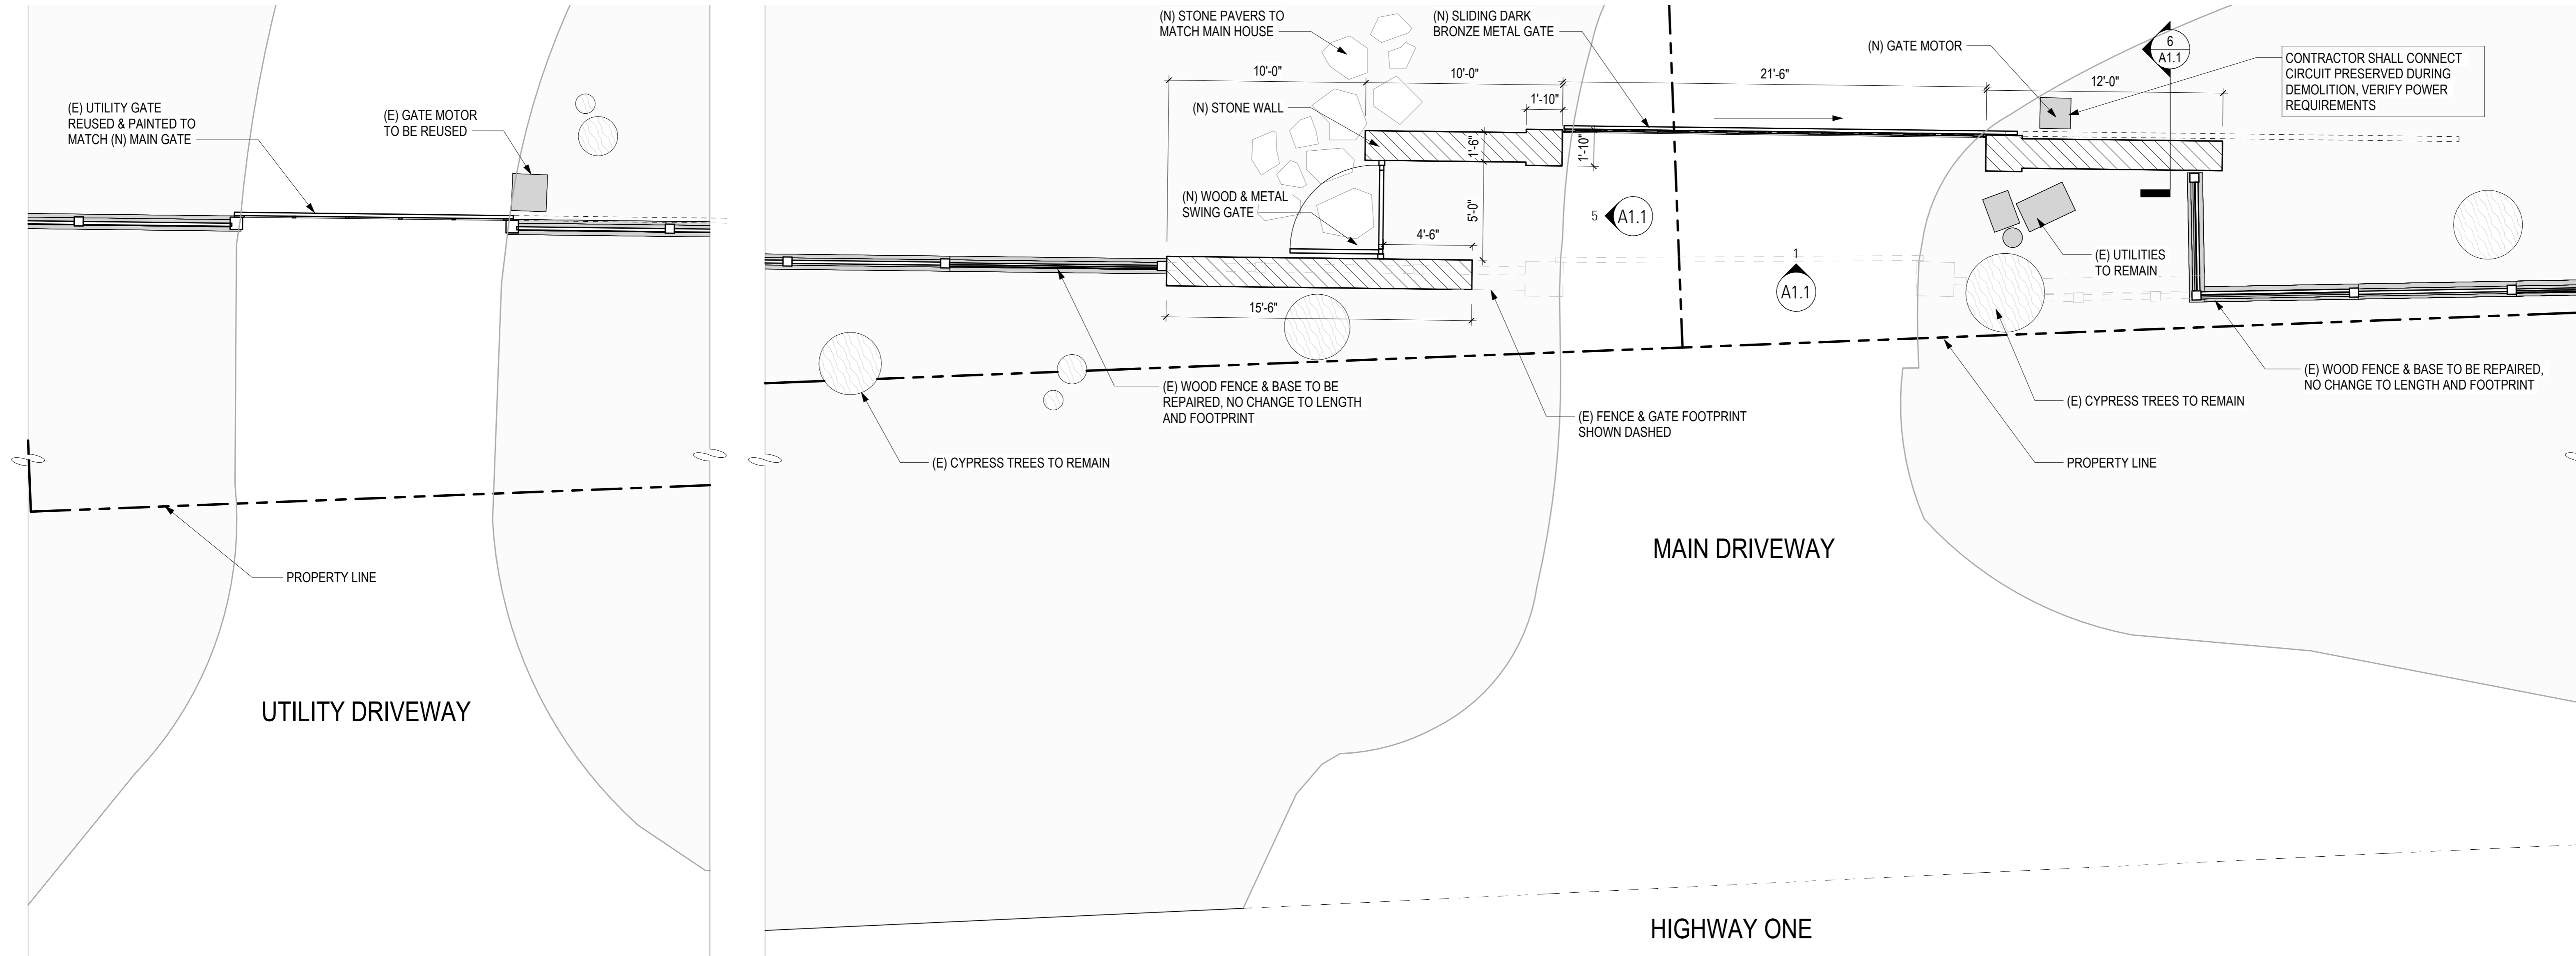 (E) UTILITY GATE
REUSED & PAINTED TO
MATCH (N) MAIN GATE
(E) GATE MOTOR
TO BE REUSED
PROPERTY LINE
UTILITY DRIVEWAY
(N) STONE PAVERS TO
MATCH MAIN HOUSE
(N) SLIDING DARK
BRONZE METAL GATE
(N) GATE MOTOR
6
A1.1
CONTRACTOR SHALL CONNECT
CIRCUIT PRESERVED DURING
DEMOLITION, VERIFY POWER
REQUIREMENTS
10'-0"
10'-0"
21'-6"
12'-0"
1'-10"
(N) STONE WALL
1'-6"
1'-10"
(N) WOOD & METAL
SWING GATE
5'-0"
4'-6"
5
A1.1
1
A1.1
(E) UTILITIES
TO REMAIN
15'-6"
(E) WOOD FENCE & BASE TO BE
REPAIRED, NO CHANGE TO LENGTH
AND FOOTPRINT
(E) FENCE & GATE FOOTPRINT
SHOWN DASHED
(E) WOOD FENCE & BASE TO BE REPAIRED,
NO CHANGE TO LENGTH AND FOOTPRINT
(E) CYPRESS TREES TO REMAIN
(E) CYPRESS TREES TO REMAIN
PROPERTY LINE
MAIN DRIVEWAY
HIGHWAY ONE